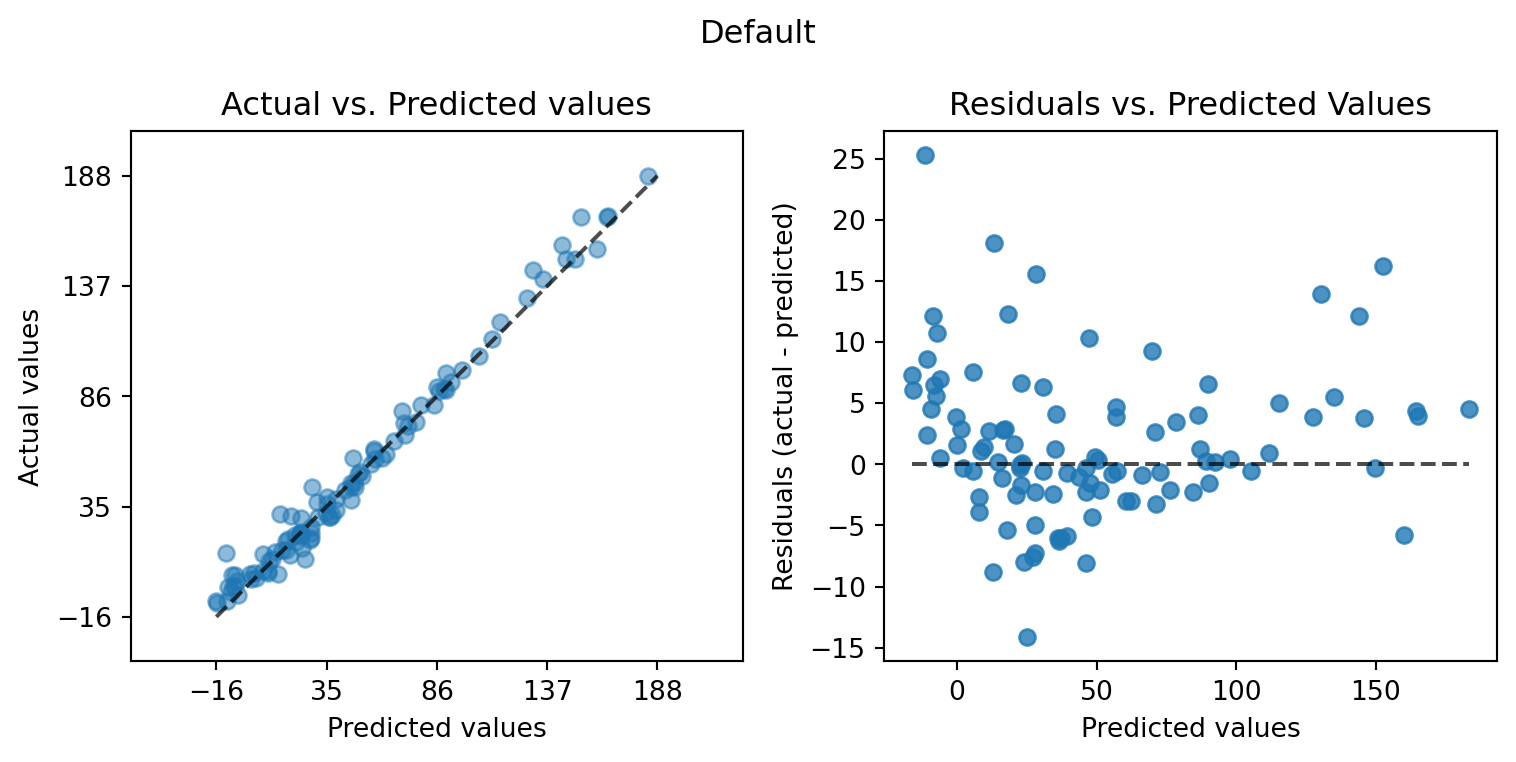 Default
Actual vs. Predicted values
Actual values
188
137
86
35
−16
−16 35 86 137 188
Predicted values
Residuals vs. Predicted Values
Residuals (actual - predicted)
25
20
15
10
5
0
−5
−10
−15
0 50 100 150
Predicted values